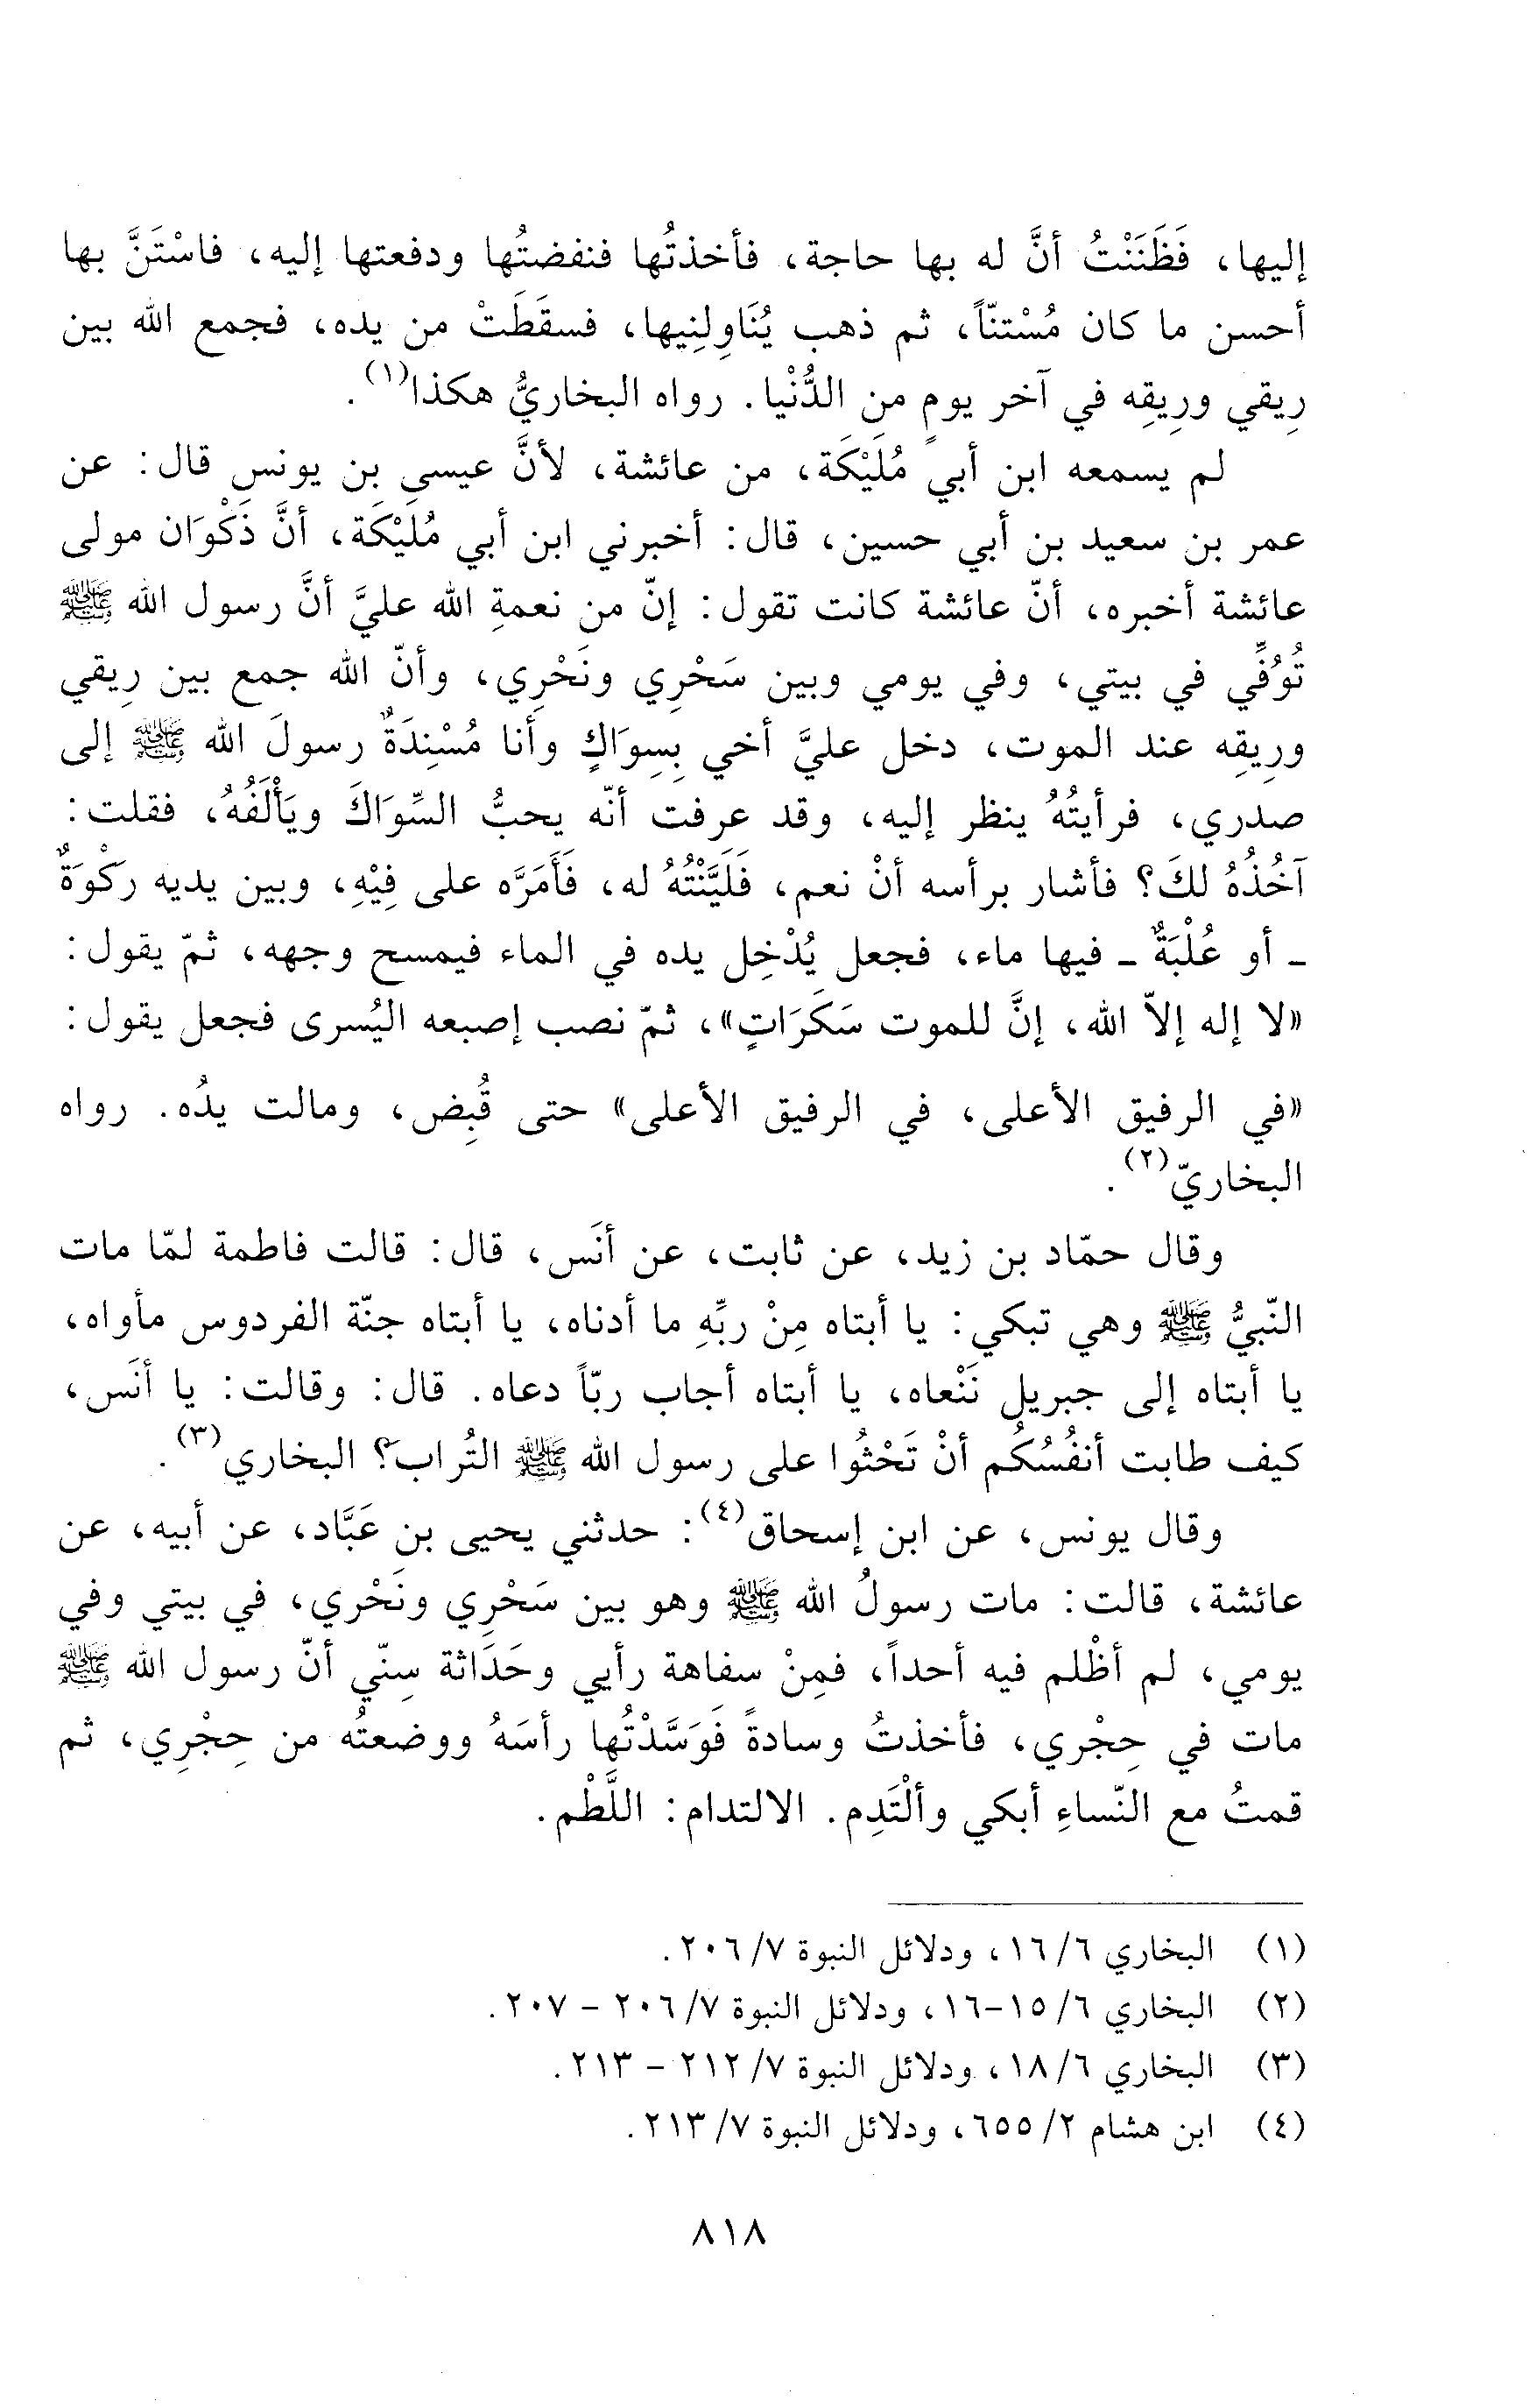 إليها، فَظَنَنْتُ أنَّ له بها حاجة، فأخذتُها فنفضتُها ودفعتها إليه، فاسْتَنَّ بها
أحسن ما كان مُسْتنّاً، ثم ذهب يُنَاوِلِنِيها، فسقَطَتْ من يده، فجمع الله بين
رِيقي ورِيقِه في آخر يومٍ من الدُّنْيا. رواه البخاريُّ هكذا(١).
لم يسمعه ابن أبي مُلَيْكَة، من عائشة، لأنَّ عيسى بن يونس قال: عن
عمر بن سعيد بن أبي حسين، قال: أخبرني ابن أبي مُلَيْكَة، أنَّ ذَكْوَان مولى
عائشة أخبره، أنّ عائشة كانت تقول: إنّ من نعمةِ الله عليَّ أنَّ رسول الله ﷺ
تُوُفِّي في بيتي، وفي يومي وبين سَحْرِي ونَحْرِي، وأنّ الله جمع بين رِيقي
ورِيقِه عند الموت، دخل عليَّ أخي بِسِوَاكٍ وأنا مُسْنِدَةٌ رسولَ الله ﷺ إلى
صدري، فرأيتُهُ ينظر إليه، وقد عرفت أنّه يحبُّ السِّوَاكَ ويَأْلَفُهُ، فقلت:
آخُذُهُ لكَ؟ فأشار برأسه أنْ نعم، فَلَيَّنْتُهُ له، فَأَمَرَّه على فِيْهِ، وبين يديه رَكْوَةٌ
ـ أو عُلْبَةٌ ـ فيها ماء، فجعل يُدْخِل يده في الماء فيمسح وجهه، ثمّ يقول:
«لا إله إلاّ الله، إنَّ للموت سَكَرَاتٍ»، ثمّ نصب إصبعه اليُسرى فجعل يقول:
«في الرفيق الأعلى، في الرفيق الأعلى» حتى قُبِض، ومالت يدُه. رواه
البخاريّ(٢).
وقال حمّاد بن زيد، عن ثابت، عن أنَس، قال: قالت فاطمة لمّا مات
النّبيُّ ﷺ وهي تبكي: يا أبتاه مِنْ ربِّهِ ما أدناه، يا أبتاه جنّة الفردوس مأواه،
يا أبتاه إلى جبريل نَنْعاه، يا أبتاه أجاب ربّاً دعاه. قال: وقالت: يا أنَس،
كيف طابت أنفُسُكُم أنْ تَحْثُوا على رسول الله ﷺ التُراب؟ البخاري(٣).
وقال يونس، عن ابن إسحاق(٤): حدثني يحيى بن عَبَّاد، عن أبيه، عن
عائشة، قالت: مات رسولُ الله ﷺ وهو بين سَحْرِي ونَحْري، في بيتي وفي
يومي، لم أظْلم فيه أحداً، فمِنْ سفاهة رأيي وحَدَاثة سِنّي أنّ رسول الله ﷺ
مات في حِجْري، فأخذتُ وسادةً فَوَسَّدْتُها رأسَهُ ووضعتُه من حِجْرِي، ثم
قمتُ مع النّساءِ أبكي وألْتَدِم. الالتدام: اللَّطْم.
(١) البخاري ٦/ ١٦، ودلائل النبوة ٧/ ٢٠٦.
(٢) البخاري ٦/ ١٥-١٦، ودلائل النبوة ٧/ ٢٠٦ - ٢٠٧.
(٣) البخاري ٦/ ١٨، ودلائل النبوة ٧/ ٢١٢ - ٢١٣.
(٤) ابن هشام ٢/ ٦٥٥، ودلائل النبوة ٧/ ٢١٣.
٨١٨